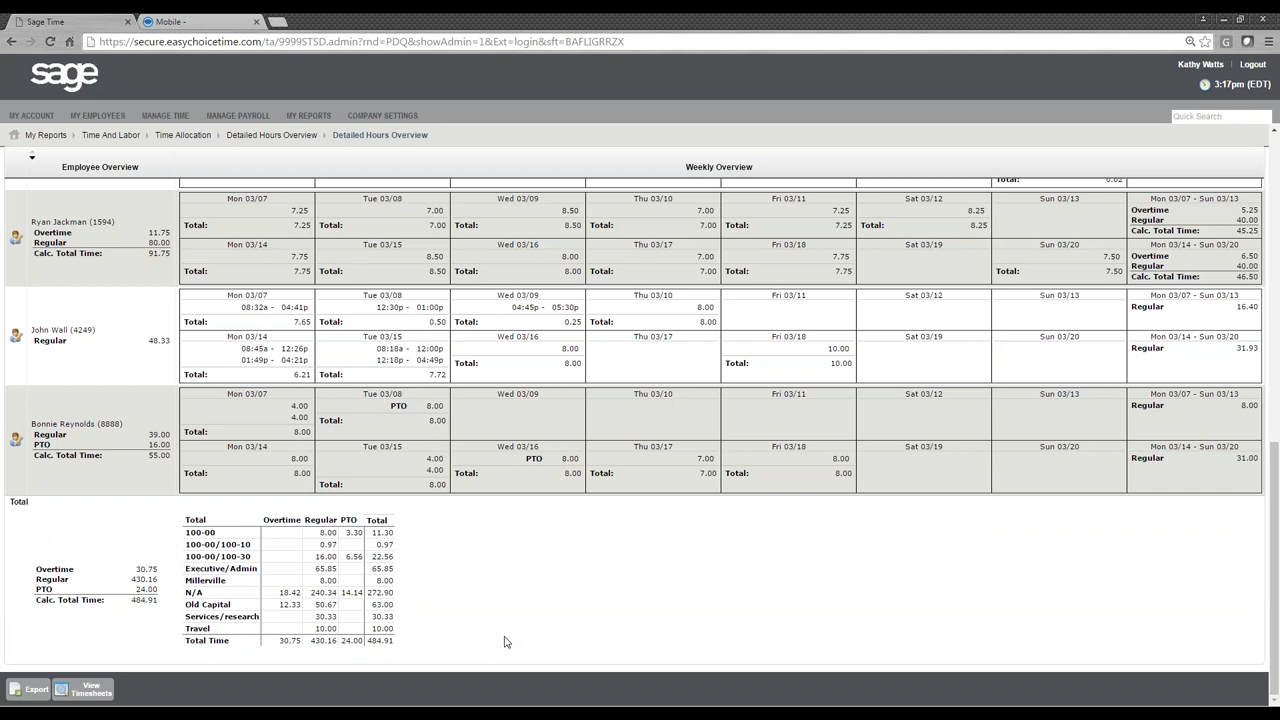 Sage Time
Mobile -
https://secure.easychoicetime.com/ta/9999STSD.admin?rnd=PDQ&showAdmin=1&Ext=login&sft=BAFLIGRRZX
sage
Kathy Watts | Logout
3:17pm (EDT)
MY ACCOUNT MY EMPLOYEES MANAGE TIME MANAGE PAYROLL MY REPORTS COMPANY SETTINGS
Quick Search
My Reports › Time And Labor › Time Allocation › Detailed Hours Overview › Detailed Hours Overview
Employee Overview Weekly Overview
Total: 0.02
Mon 03/07 Tue 03/08 Wed 03/09 Thu 03/10 Fri 03/11 Sat 03/12 Sun 03/13 Mon 03/07 - Sun 03/13
7.25 7.00 8.50 7.00 7.25 8.25 Overtime 5.25
Regular 40.00
Total: 7.25 Total: 7.00 Total: 8.50 Total: 7.00 Total: 7.25 Total: 8.25 Calc. Total Time: 45.25
Ryan Jackman (1594)
Overtime 11.75
Regular 80.00
Calc. Total Time: 91.75
Mon 03/14 Tue 03/15 Wed 03/16 Thu 03/17 Fri 03/18 Sat 03/19 Sun 03/20 Mon 03/14 - Sun 03/20
7.75 8.50 8.00 7.00 7.75 7.50 Overtime 6.50
Regular 40.00
Total: 7.75 Total: 8.50 Total: 8.00 Total: 7.00 Total: 7.75 Total: 7.50 Calc. Total Time: 46.50
Mon 03/07 Tue 03/08 Wed 03/09 Thu 03/10 Fri 03/11 Sat 03/12 Sun 03/13 Mon 03/07 - Sun 03/13
08:32a - 04:41p 12:30p - 01:00p 04:45p - 05:30p 8.00 Regular 16.40
Total: 7.65 Total: 0.50 Total: 0.25 Total: 8.00
John Wall (4249)
Regular 48.33
Mon 03/14 Tue 03/15 Wed 03/16 Thu 03/17 Fri 03/18 Sat 03/19 Sun 03/20 Mon 03/14 - Sun 03/20
08:45a - 12:26p 08:18a - 12:00p 8.00 10.00 Regular 31.93
01:49p - 04:21p 12:18p - 04:49p Total: 8.00 Total: 10.00
Total: 6.21 Total: 7.72
Mon 03/07 Tue 03/08 Wed 03/09 Thu 03/10 Fri 03/11 Sat 03/12 Sun 03/13 Mon 03/07 - Sun 03/13
4.00 PTO 8.00 Regular 8.00
4.00 Total: 8.00
Total: 8.00
Bonnie Reynolds (8888)
Regular 39.00
PTO 16.00
Calc. Total Time: 55.00
Mon 03/14 Tue 03/15 Wed 03/16 Thu 03/17 Fri 03/18 Sat 03/19 Sun 03/20 Mon 03/14 - Sun 03/20
8.00 4.00 PTO 8.00 7.00 8.00 Regular 31.00
Total: 8.00 4.00 Total: 8.00 Total: 7.00 Total: 8.00
Total: 8.00
Total
Overtime 30.75
Regular 430.16
PTO 24.00
Calc. Total Time: 484.91
Total Overtime Regular PTO Total
100-00 8.00 3.30 11.30
100-00/100-10 0.97 0.97
100-00/100-30 16.00 6.56 22.56
Executive/Admin 65.85 65.85
Millerville 8.00 8.00
N/A 18.42 240.34 14.14 272.90
Old Capital 12.33 50.67 63.00
Services/research 30.33 30.33
Travel 10.00 10.00
Total Time 30.75 430.16 24.00 484.91
Export
View
Timesheets